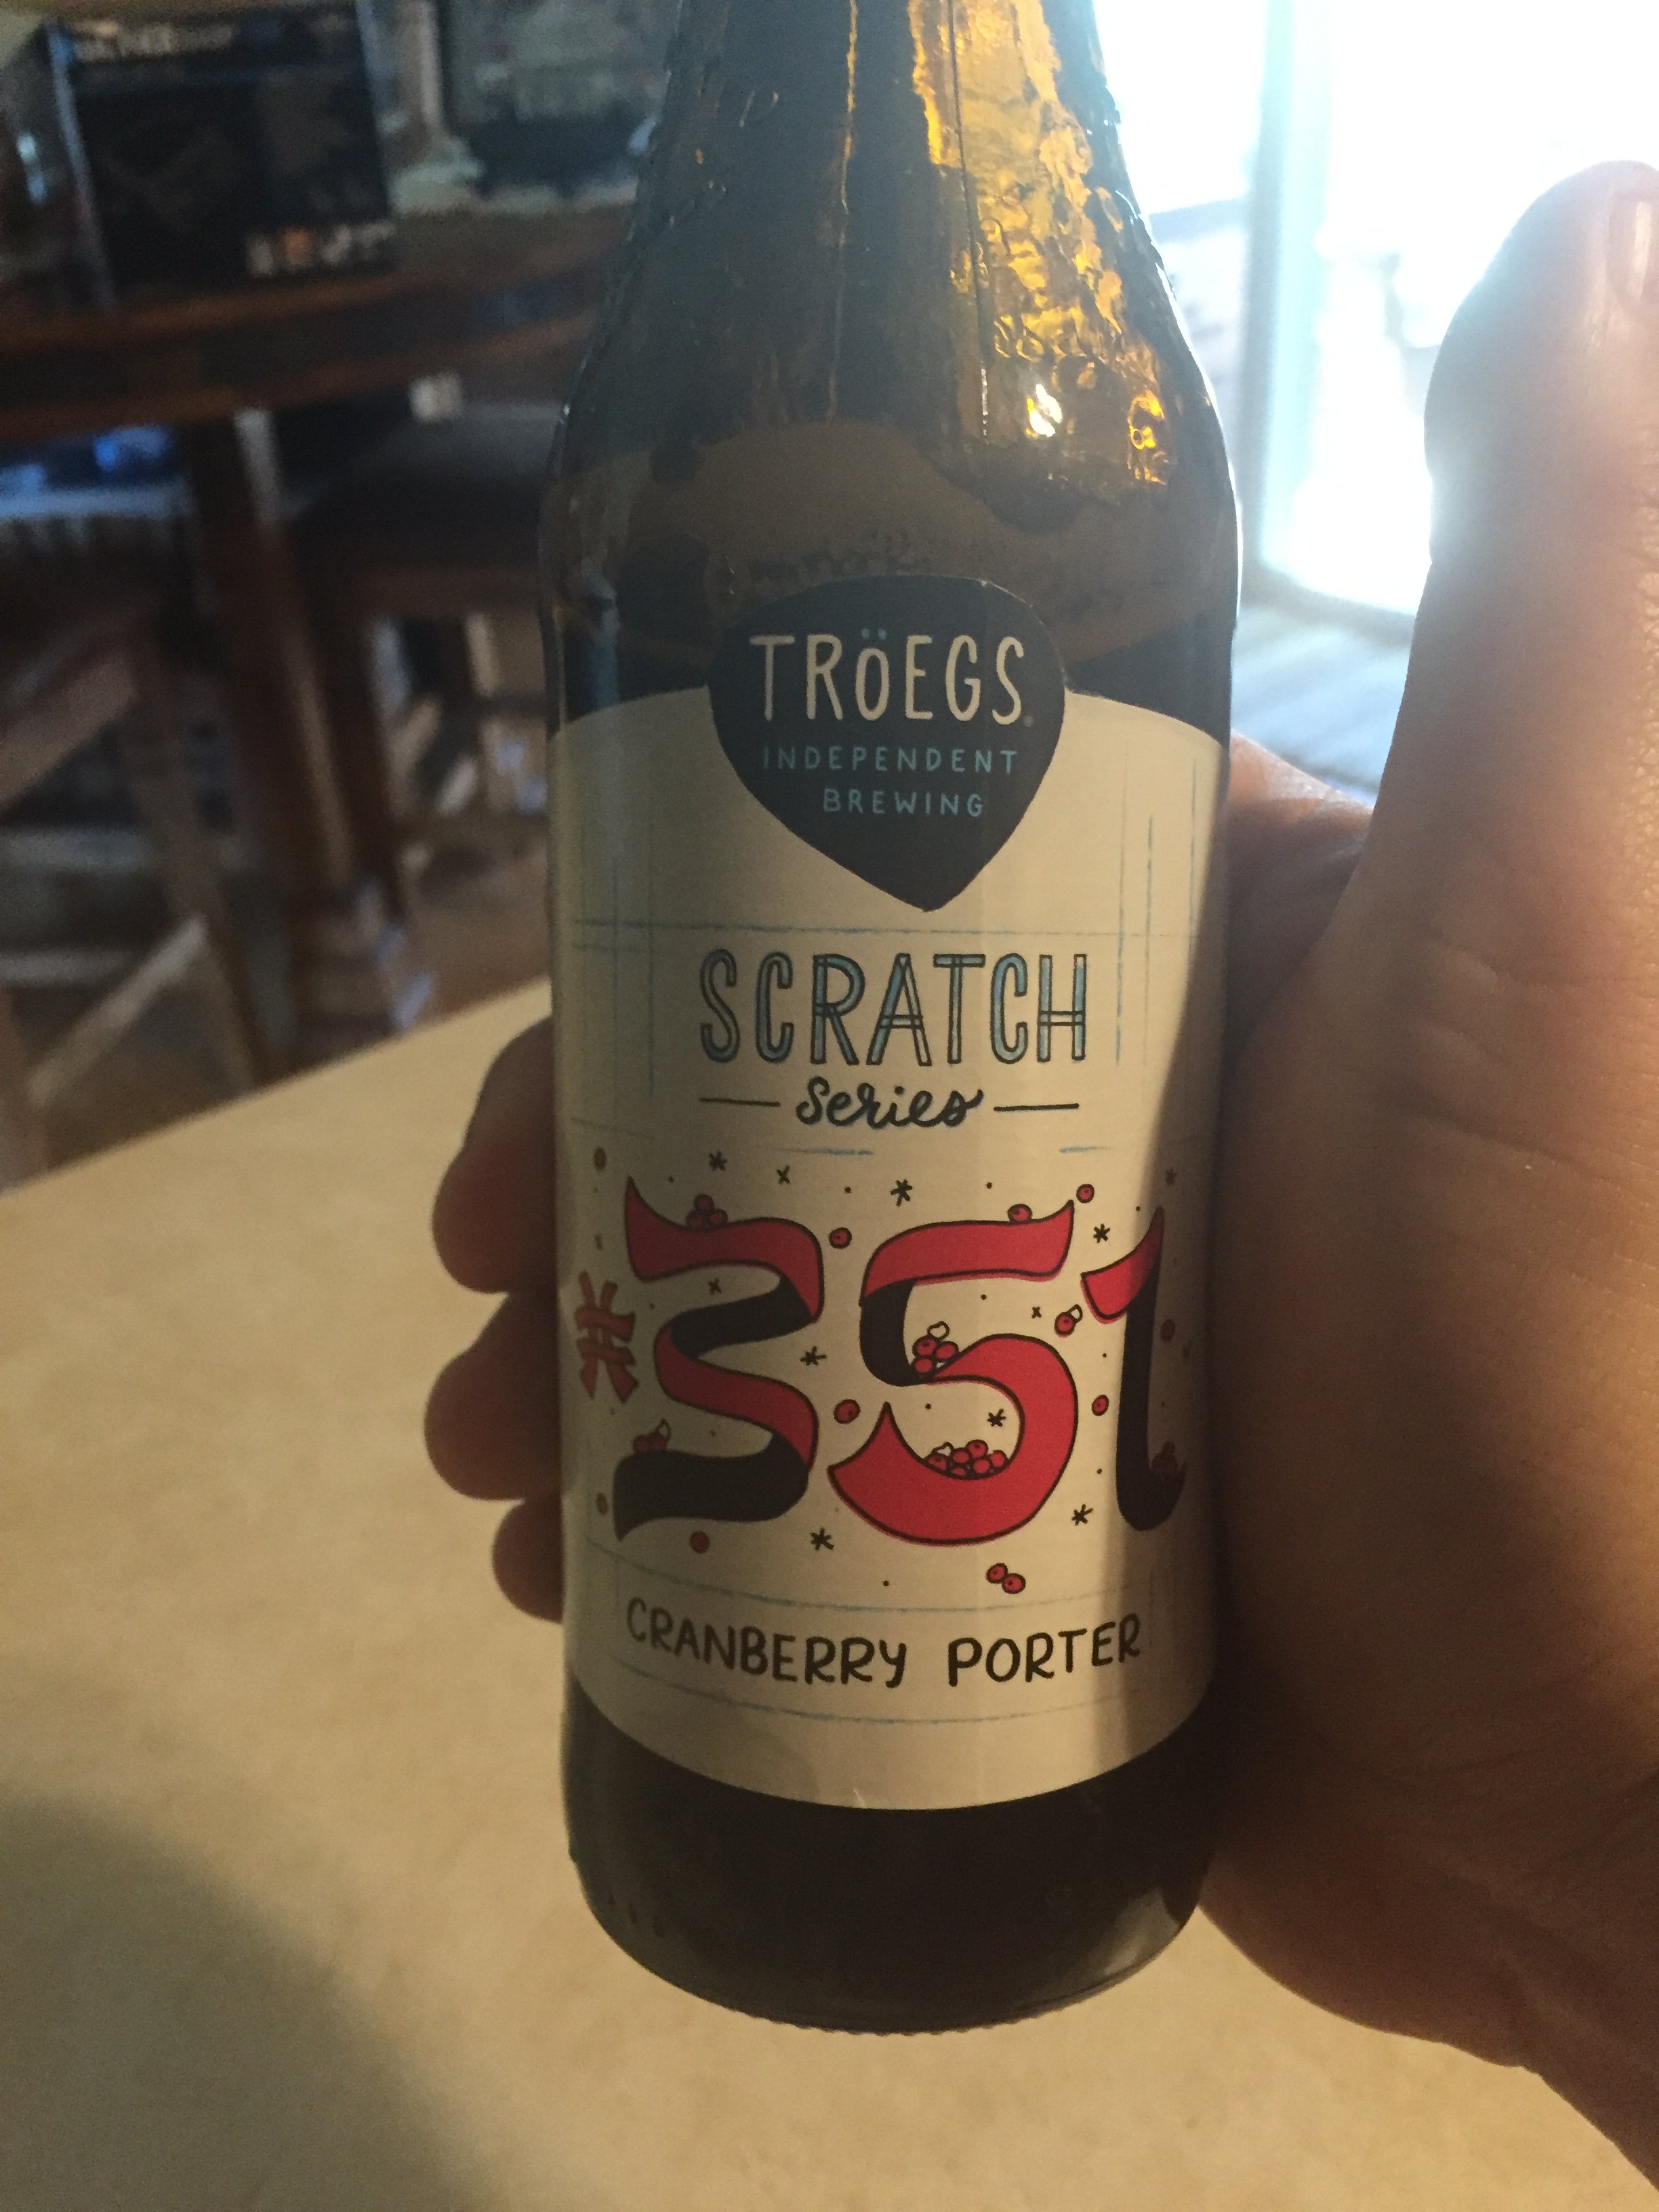 TRÖEGS
INDEPENDENT
BREWING
SCRATCH
Series
#351
CRANBERRY PORTER